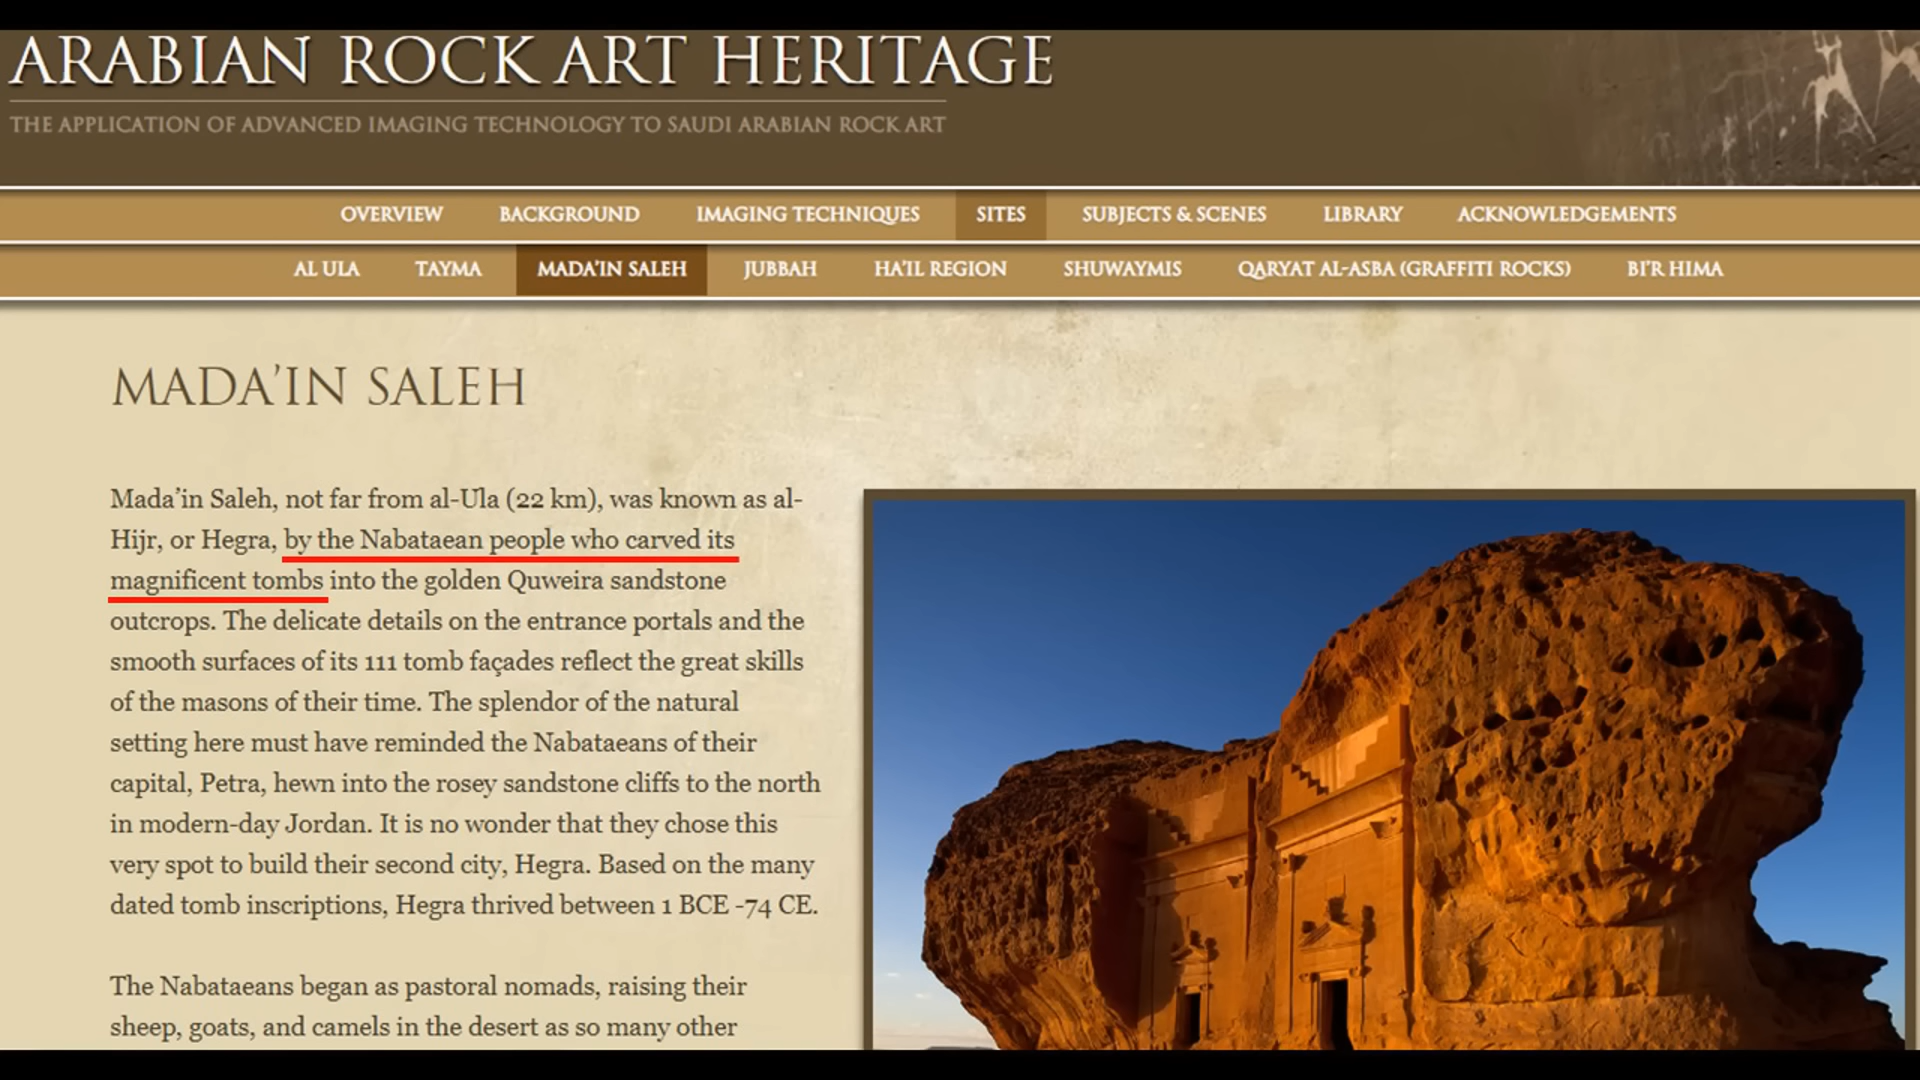 ARABIAN ROCK ART HERITAGE
THE APPLICATION OF ADVANCED IMAGING TECHNOLOGY TO SAUDI ARABIAN ROCK ART
OVERVIEW BACKGROUND IMAGING TECHNIQUES SITES SUBJECTS & SCENES LIBRARY ACKNOWLEDGEMENTS
AL ULA TAYMA MADA’IN SALEH JUBBAH HA’IL REGION SHUWAYMIS QARYAT AL-ASBA (GRAFFITI ROCKS) BI’R HIMA
MADA’IN SALEH
Mada’in Saleh, not far from al-Ula (22 km), was known as al-
Hijr, or Hegra, by the Nabataean people who carved its
magnificent tombs into the golden Quweira sandstone
outcrops. The delicate details on the entrance portals and the
smooth surfaces of its 111 tomb façades reflect the great skills
of the masons of their time. The splendor of the natural
setting here must have reminded the Nabataeans of their
capital, Petra, hewn into the rosey sandstone cliffs to the north
in modern-day Jordan. It is no wonder that they chose this
very spot to build their second city, Hegra. Based on the many
dated tomb inscriptions, Hegra thrived between 1 BCE -74 CE.
The Nabataeans began as pastoral nomads, raising their
sheep, goats, and camels in the desert as so many other